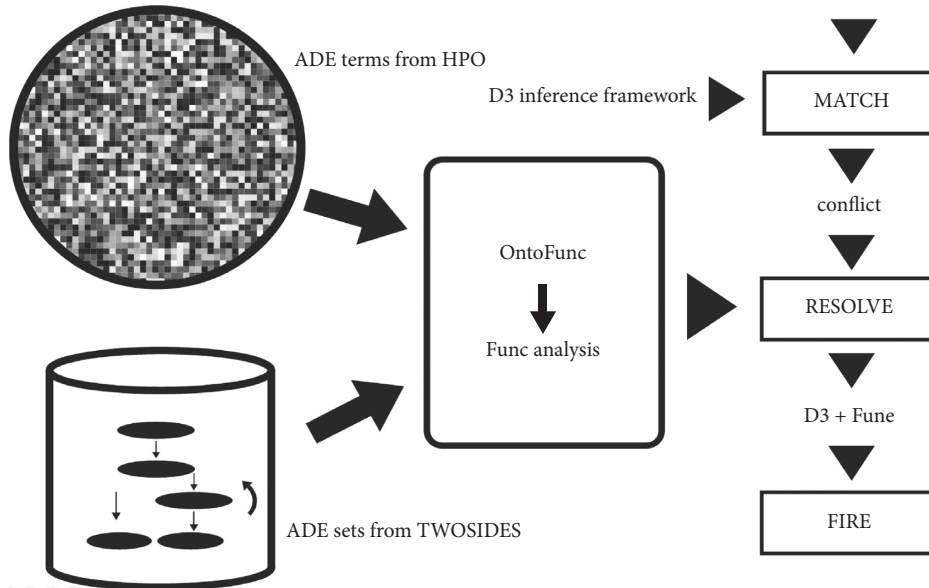 ADE terms from HPO
D3 inference framework
MATCH
conflict
OntoFunc
Func analysis
RESOLVE
D3 + Fune
FIRE
ADE sets from TWOSIDES